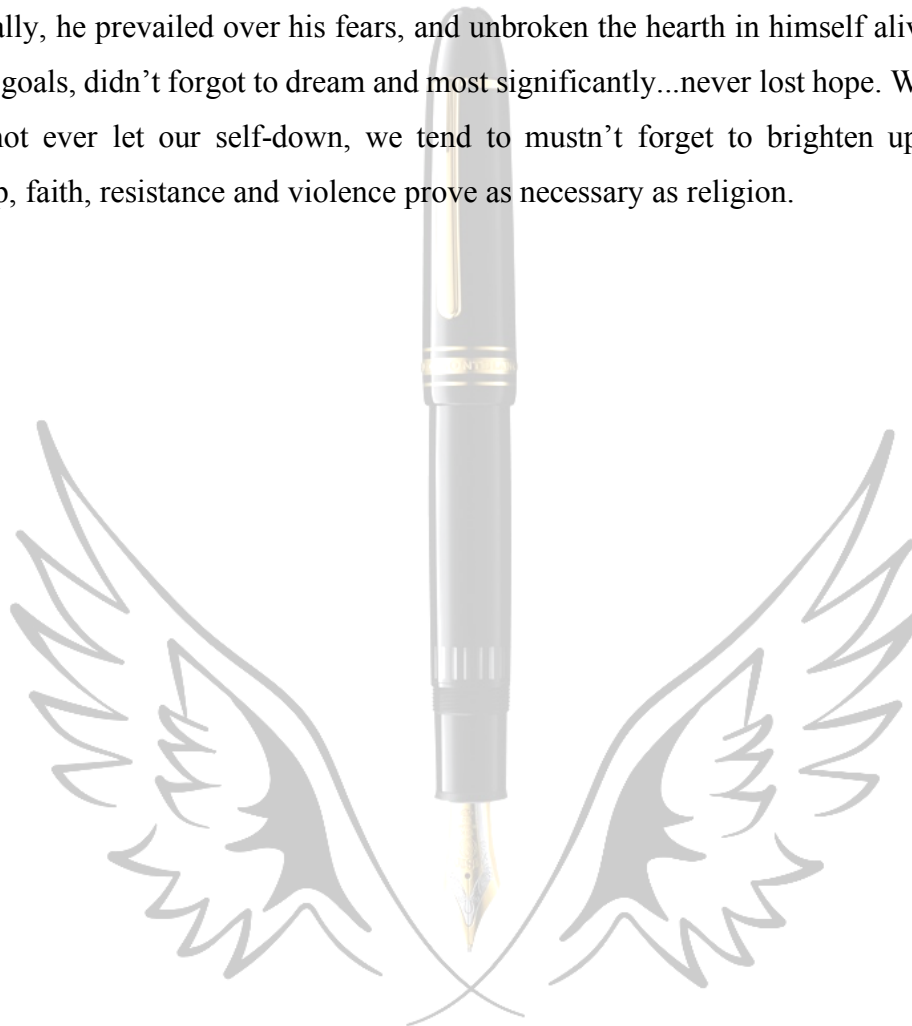 ally, he prevailed over his fears, and unbroken the hearth in himself aliv
goals, didn’t forgot to dream and most significantly...never lost hope. W
not ever let our self-down, we tend to mustn’t forget to brighten up
p, faith, resistance and violence prove as necessary as religion.